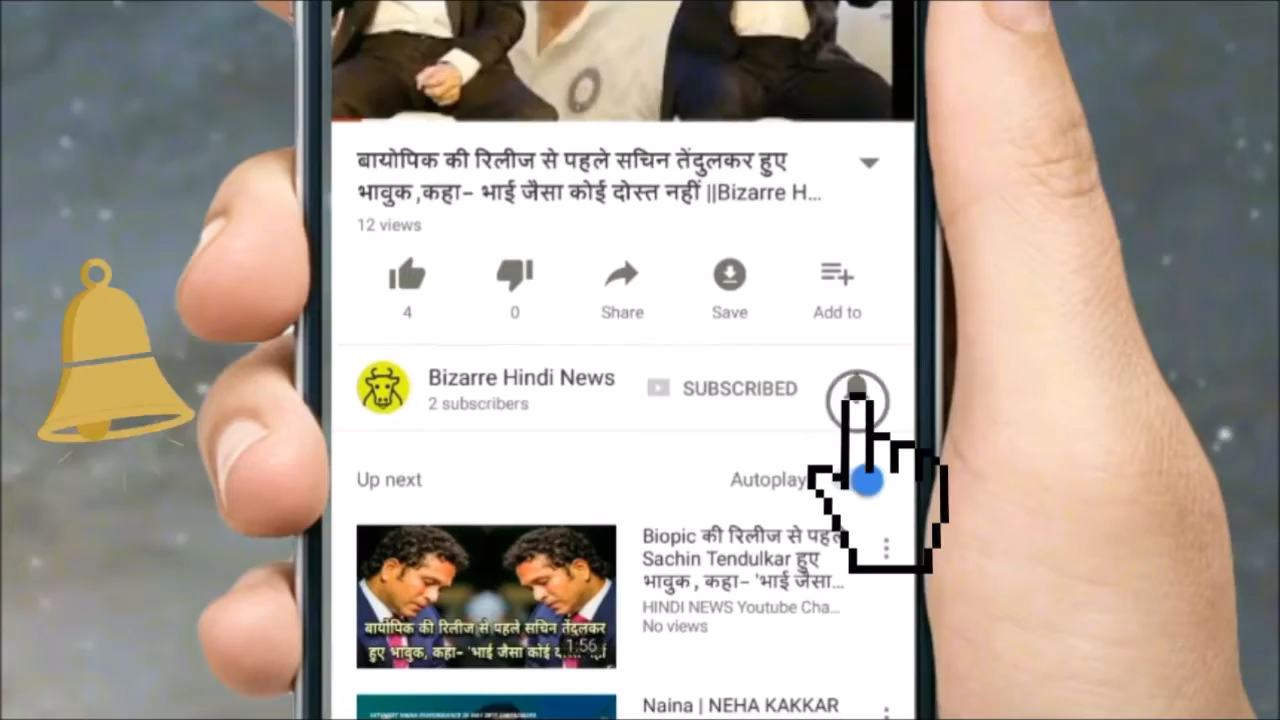 बायोपिक की रिलीज से पहले सचिन तेंदुलकर हुए
भावुक,कहा- भाई जैसा कोई दोस्त नहीं ||Bizarre H...
12 views
4
0
Share
Save
Add to
Bizarre Hindi News
SUBSCRIBED
2 subscribers
Up next
Autoplay
Biopic की रिलीज से पहले
Sachin Tendulkar हुए
भावुक, कहा- 'भाई जैसा...
HINDI NEWS Youtube Cha...
No views
बायोपिक की रिलीज से पहले सचिन तेंदुलकर
हुए भावुक, कहा- 'भाई जैसा कोई
1:56
Naina | NEHA KAKKAR